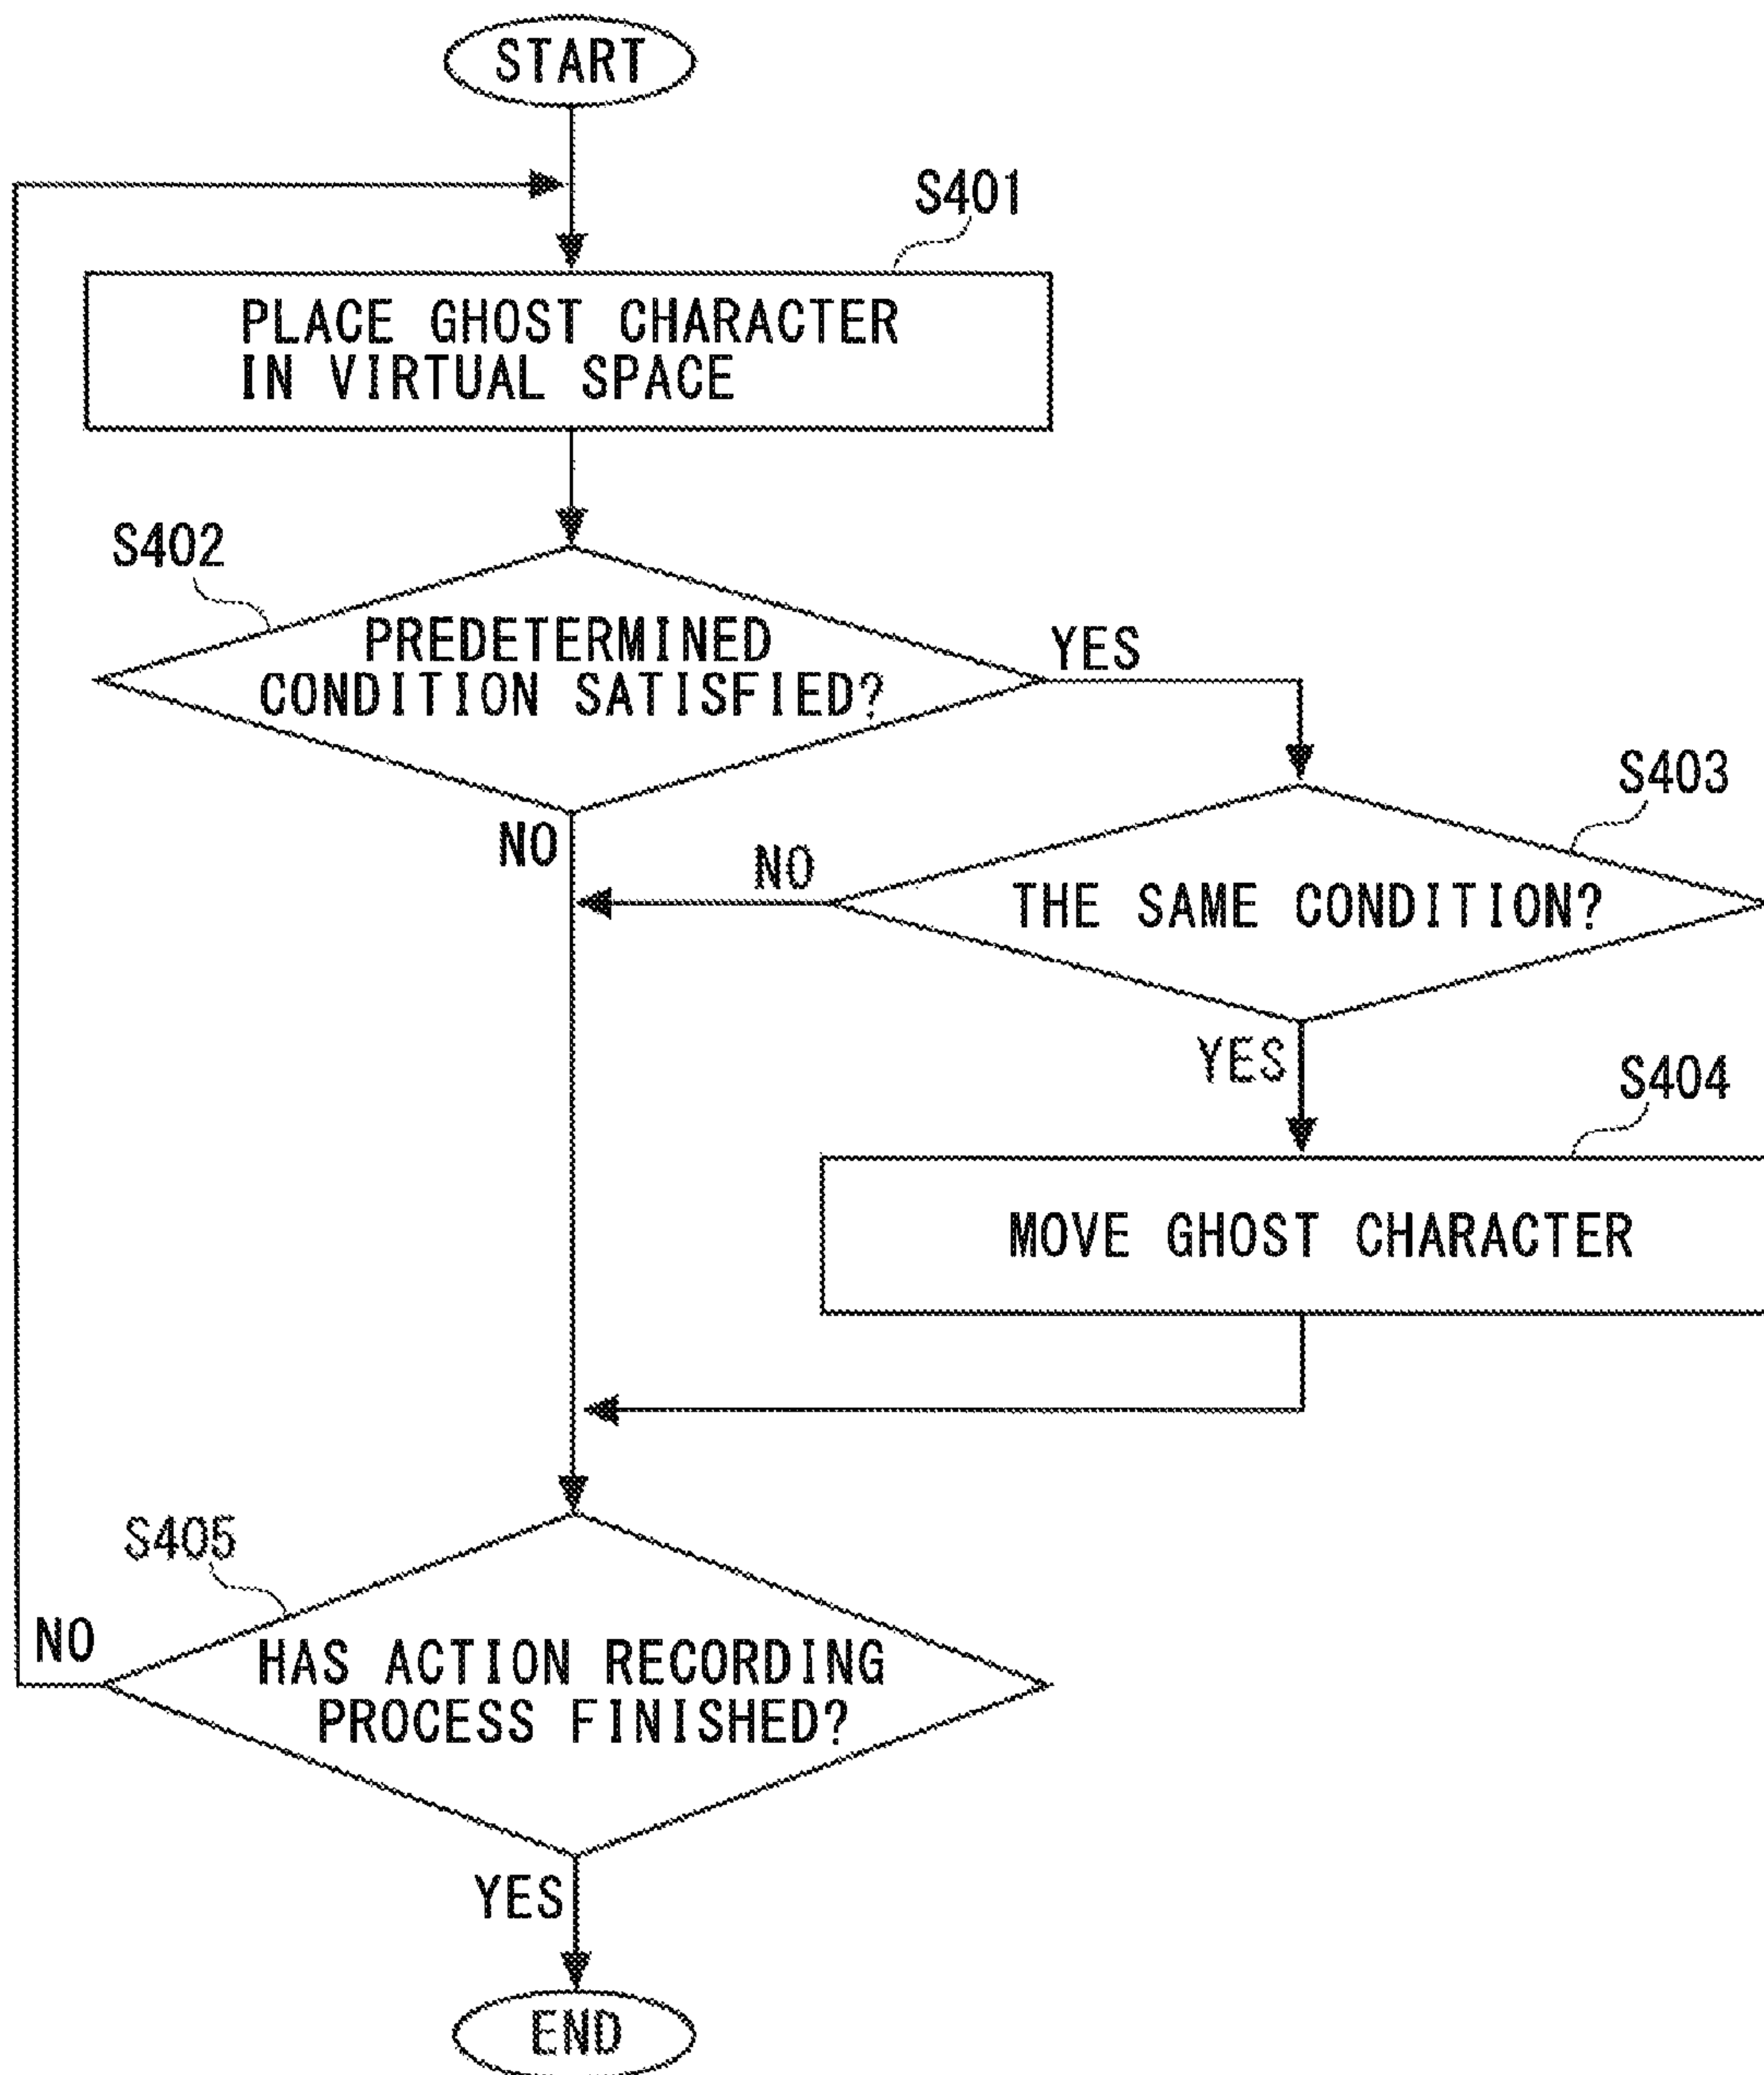 START
S401
PLACE GHOST CHARACTER
IN VIRTUAL SPACE
S402
PREDETERMINED
CONDITION SATISFIED?
YES
NO
S403
NO
THE SAME CONDITION?
YES
S404
MOVE GHOST CHARACTER
S405
NO
HAS ACTION RECORDING
PROCESS FINISHED?
YES
END